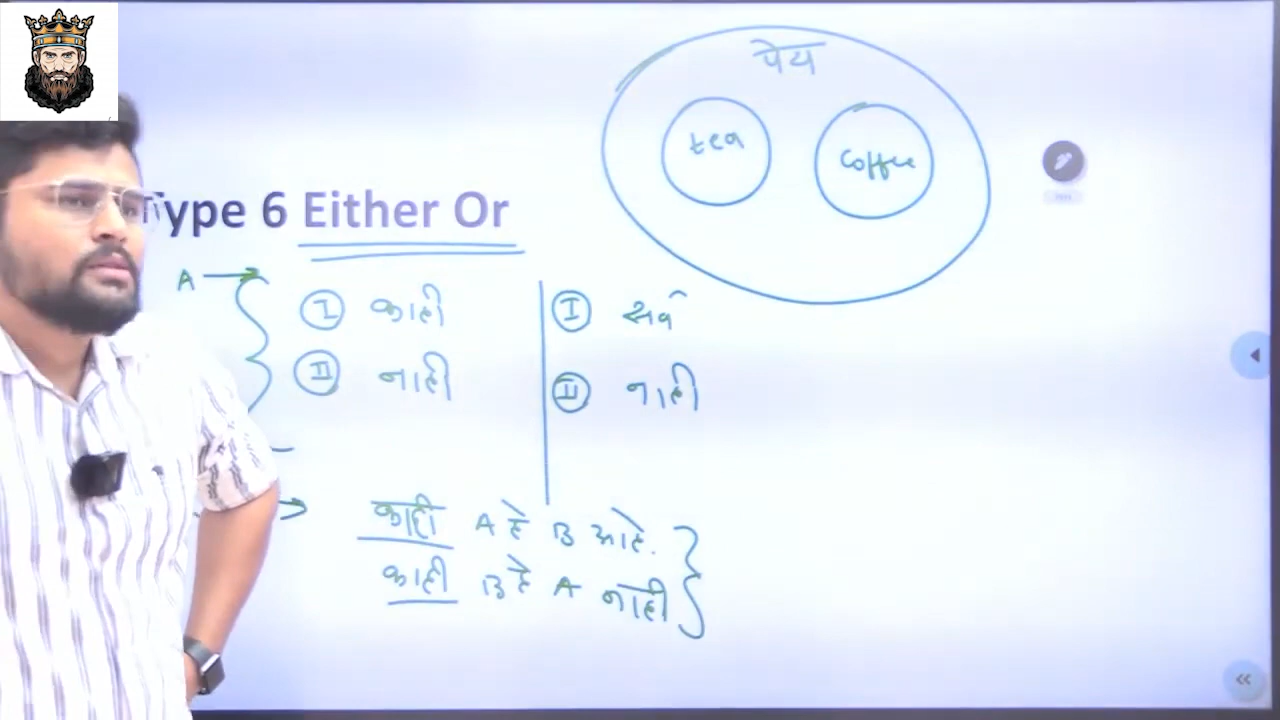 पेय
tea
Coffee
Type 6 Either Or
A →
I काही
II नाही
I सर्व
II नाही
→ काही A हे B आहे.
काही B हे A नाही